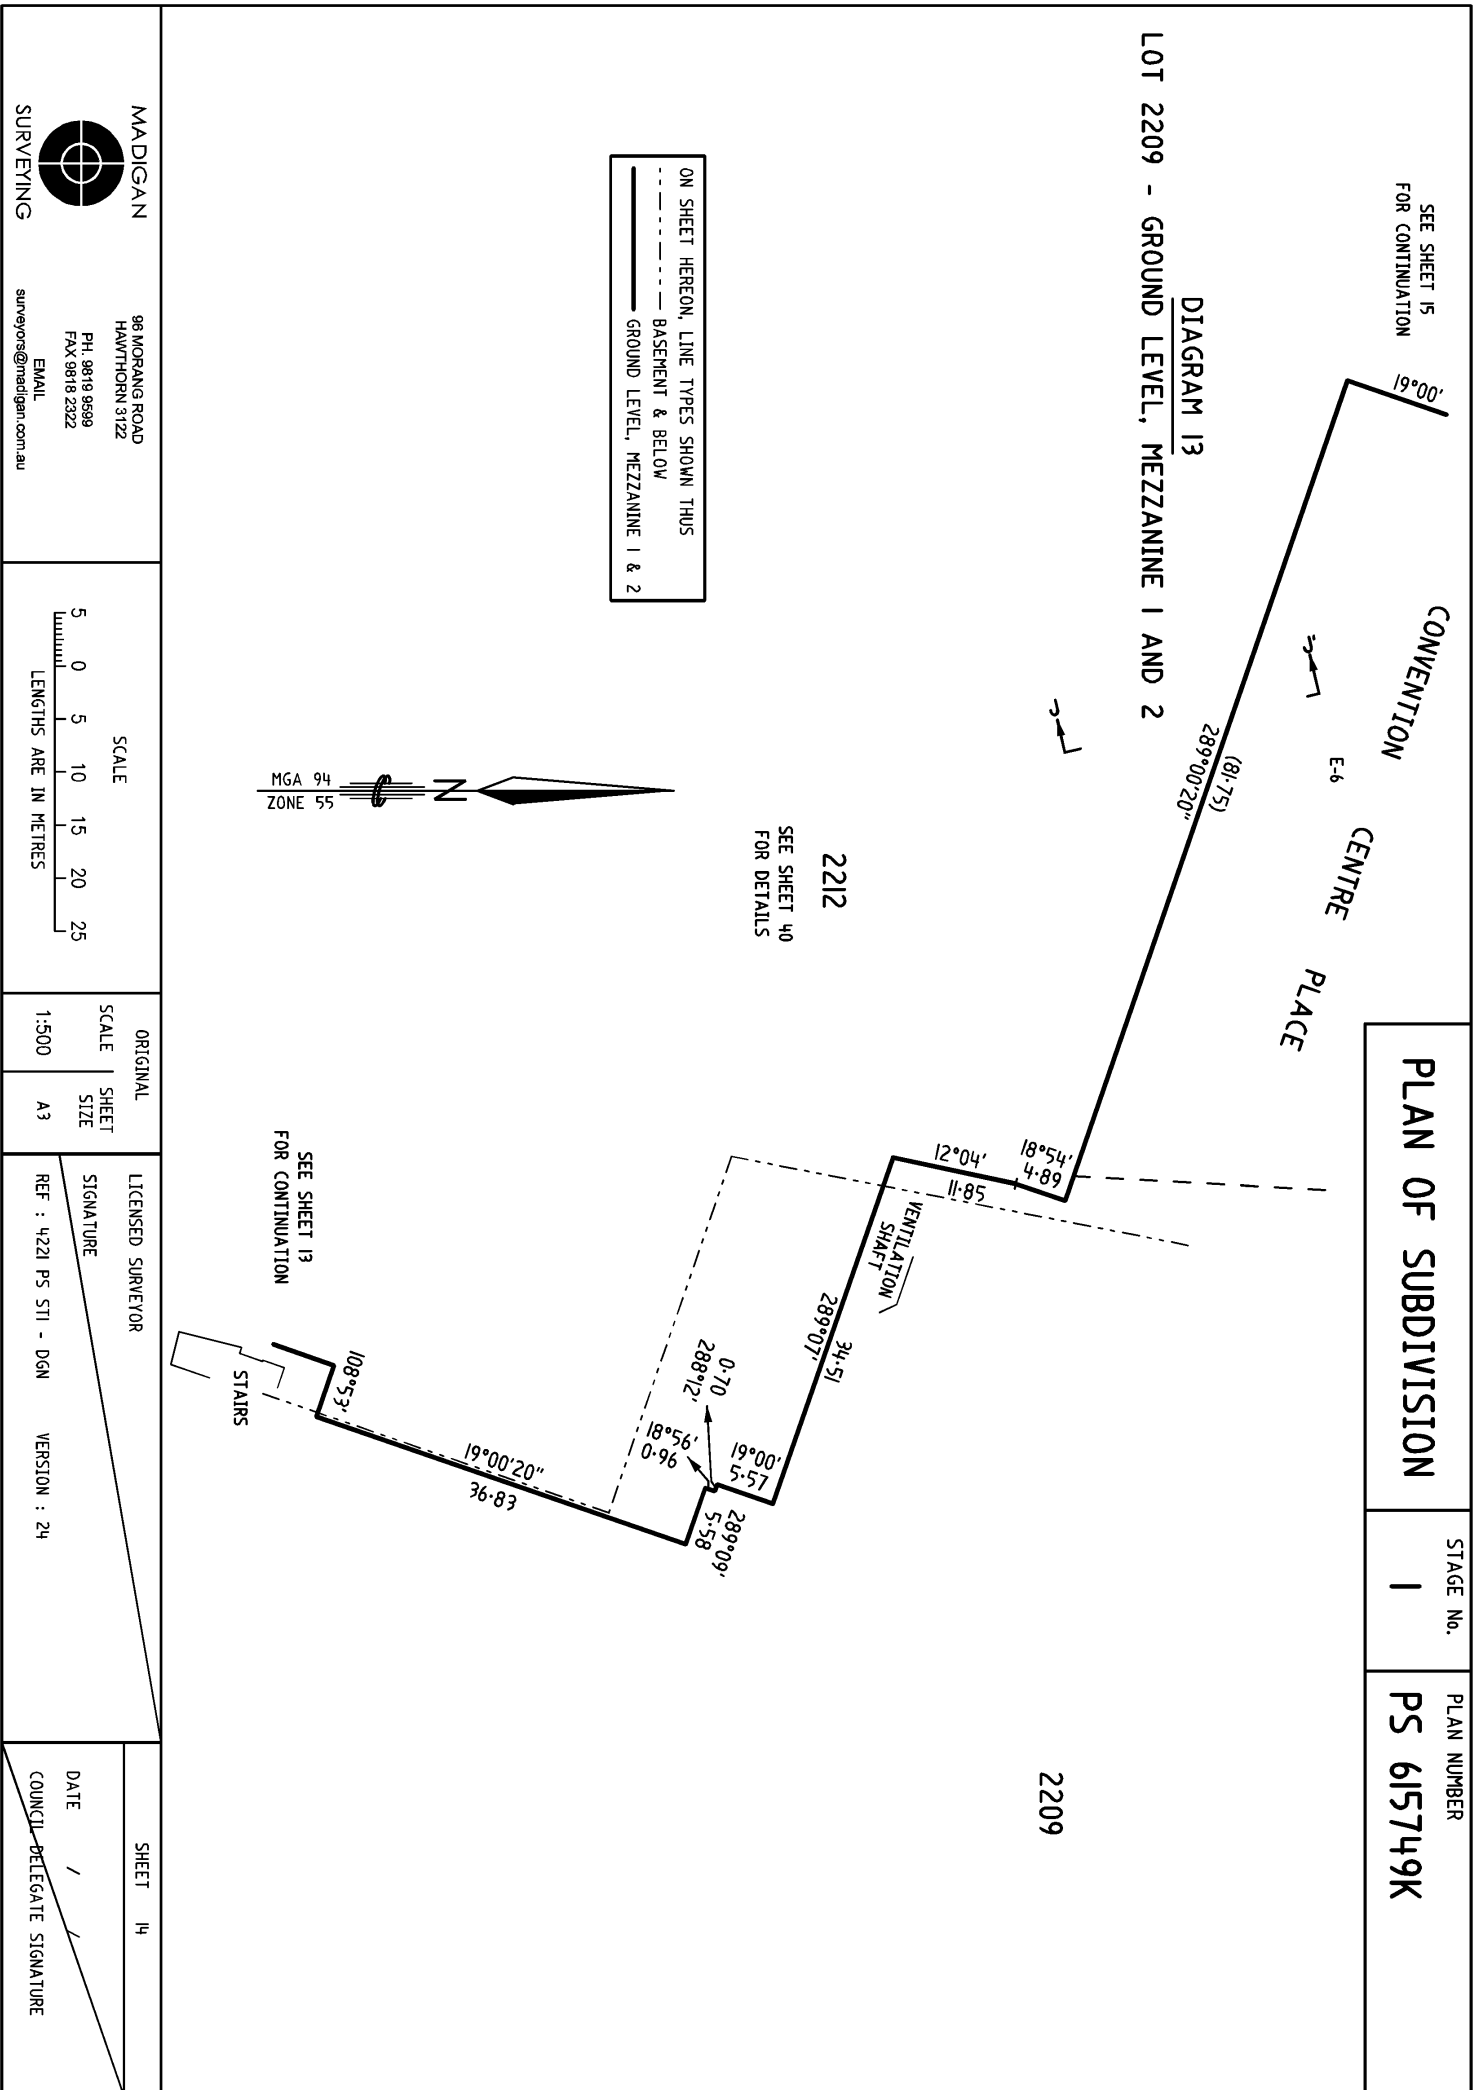 PLAN OF SUBDIVISION
STAGE No.
1
PLAN NUMBER
PS 615749K
SEE SHEET 15
FOR CONTINUATION
19°00'
CONVENTION
CENTRE
PLACE
E-6
DIAGRAM 13
LOT 2209 - GROUND LEVEL, MEZZANINE 1 AND 2
(81·75)
289°00'20"
18°54'
4·89
12°04'
11·85
VENTILATION
SHAFT
2209
2212
SEE SHEET 40
FOR DETAILS
34·51
289°07'
19°00'
5·57
0·70
288°12'
18°56'
0·96
289°09'
5·58
19°00'20"
36·83
108°53'
STAIRS
SEE SHEET 13
FOR CONTINUATION
ON SHEET HEREON, LINE TYPES SHOWN THUS
BASEMENT & BELOW
GROUND LEVEL, MEZZANINE 1 & 2
N
MGA 94
ZONE 55
MADIGAN
SURVEYING
96 MORANG ROAD
HAWTHORN 3122
PH. 9819 9599
FAX 9818 2322
EMAIL
surveyors@madigan.com.au
SCALE
5 0 5 10 15 20 25
LENGTHS ARE IN METRES
ORIGINAL
SCALE
SHEET
SIZE
1:500
A3
LICENSED SURVEYOR
SIGNATURE
REF : 4221 PS ST1 - DGN VERSION : 24
SHEET 14
DATE / /
COUNCIL DELEGATE SIGNATURE